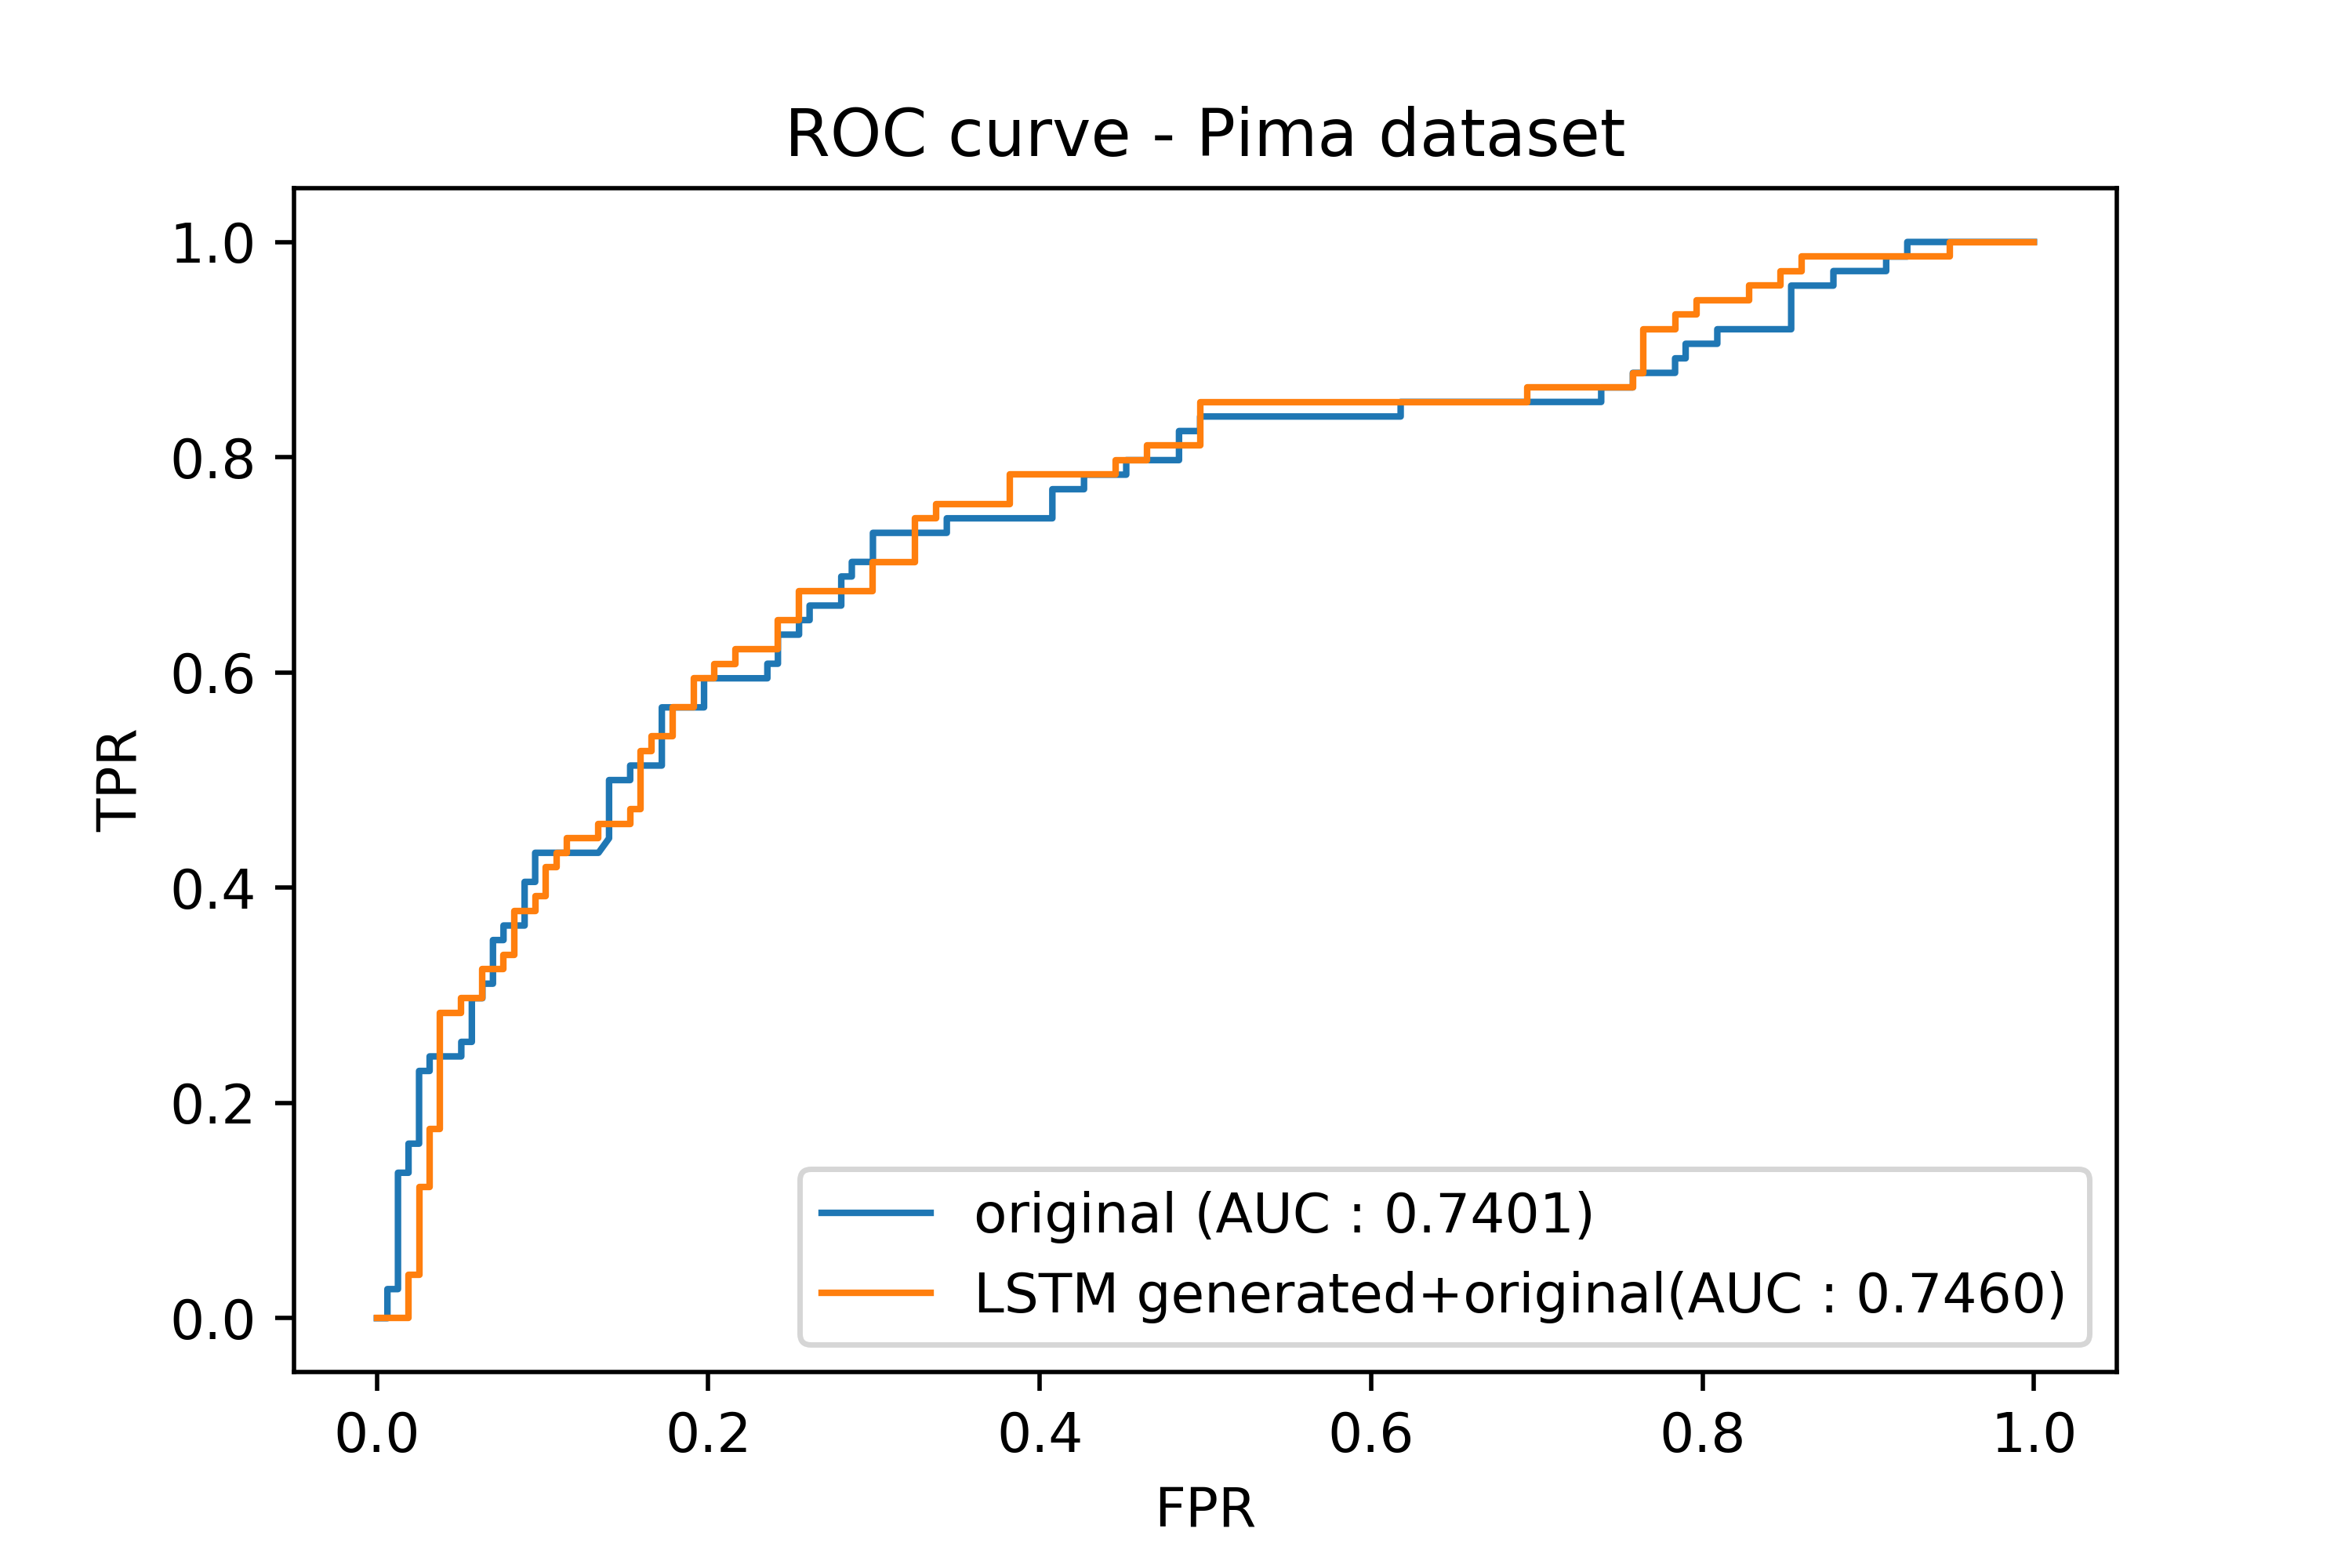 ROC curve - Pima dataset
1.0
0.8
0.6
0.4
0.2
0.0
TPR
original (AUC : 0.7401)
LSTM generated+original(AUC : 0.7460)
0.0 0.2 0.4 0.6 0.8 1.0
FPR